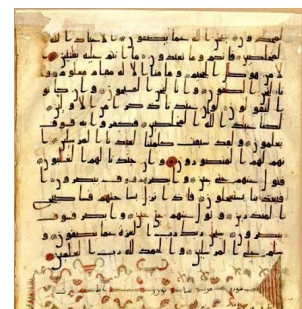 لمحضرون سبحن الله عما يصفون الا عباد الله
المخلصين فانكم وما تعبدون ما انتم عليه بفتنين
الا من هو صال الجحيم وما منا الا له مقام معلوم و
انا لنحن الصافون وانا لنحن المسبحون وان كانوا
ليقولون لو ان عندنا ذكرا من الاولين
لكنا عباد الله المخلصين فكفروا به فسوف
يعلمون ولقد سبقت كلمتنا لعبادنا المرسلين ا
نهم لهم المنصورون وان جندنا لهم الغلبون
فتول عنهم حتى حين وابصرهم فسوف يبصرون ا
فبعذابنا يستعجلون فاذا نزل بساحتهم فسا صباح
المنذرين وتول عنهم حتى حين وابصر فسوف
يبصرون سبحن ربك رب العزة عما يصفون و
سلم على المرسلين والحمد لله رب العلمين